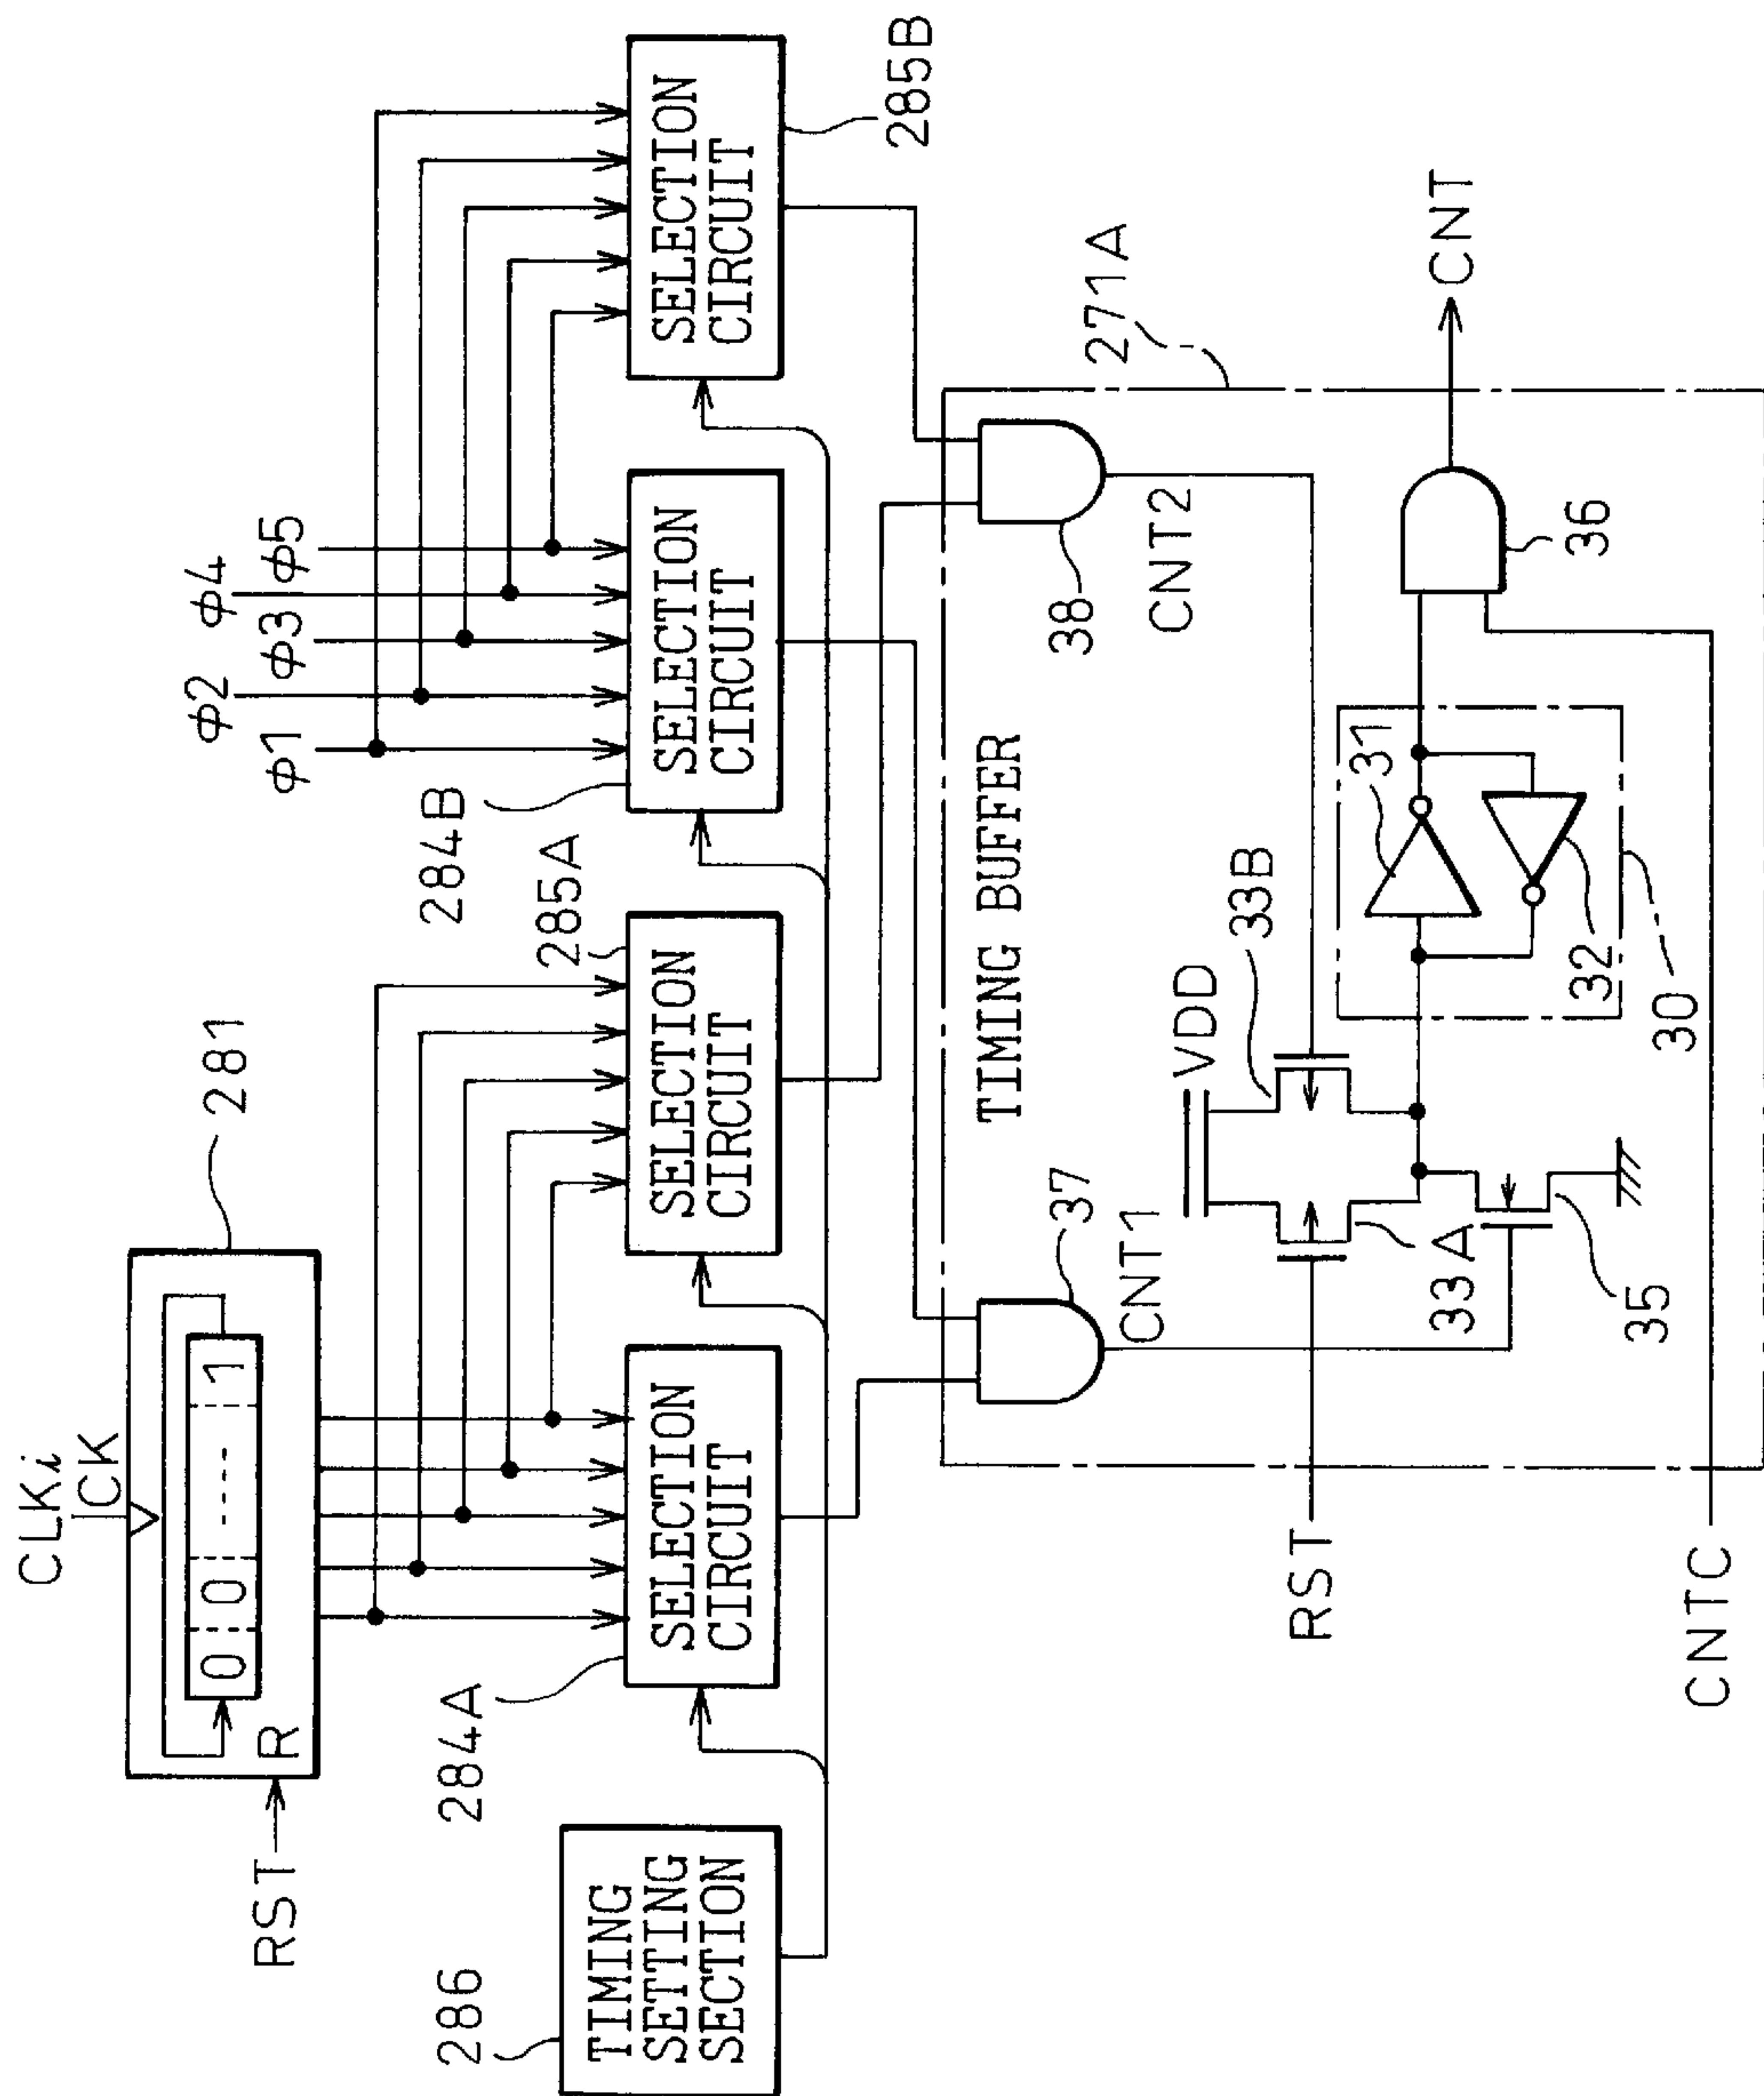 CLKi
CK
281
0 0 ---- 1
R
RST
φ1
φ2
φ3
φ4
φ5
286
TIMING
SETTING
SECTION
284A
SELECTION
CIRCUIT
285A
SELECTION
CIRCUIT
284B
SELECTION
CIRCUIT
285B
SELECTION
CIRCUIT
271A
TIMING BUFFER
37
CNT1
38
CNT2
VDD
33A
33B
35
RST
31
32
30
36
CNT
CNTC